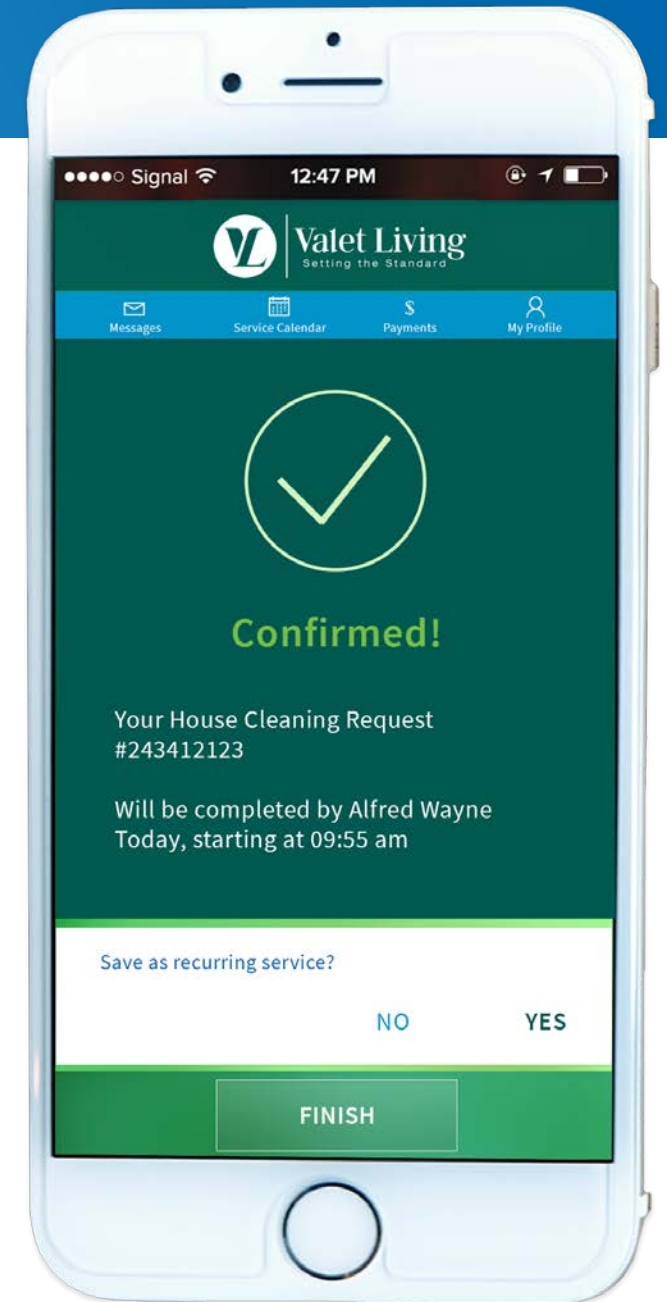 Signal 12:47 PM
VL Valet Living
Setting the Standard
Messages Service Calendar $ Payments My Profile
Confirmed!
Your House Cleaning Request
#243412123
Will be completed by Alfred Wayne
Today, starting at 09:55 am
Save as recurring service?
NO YES
FINISH